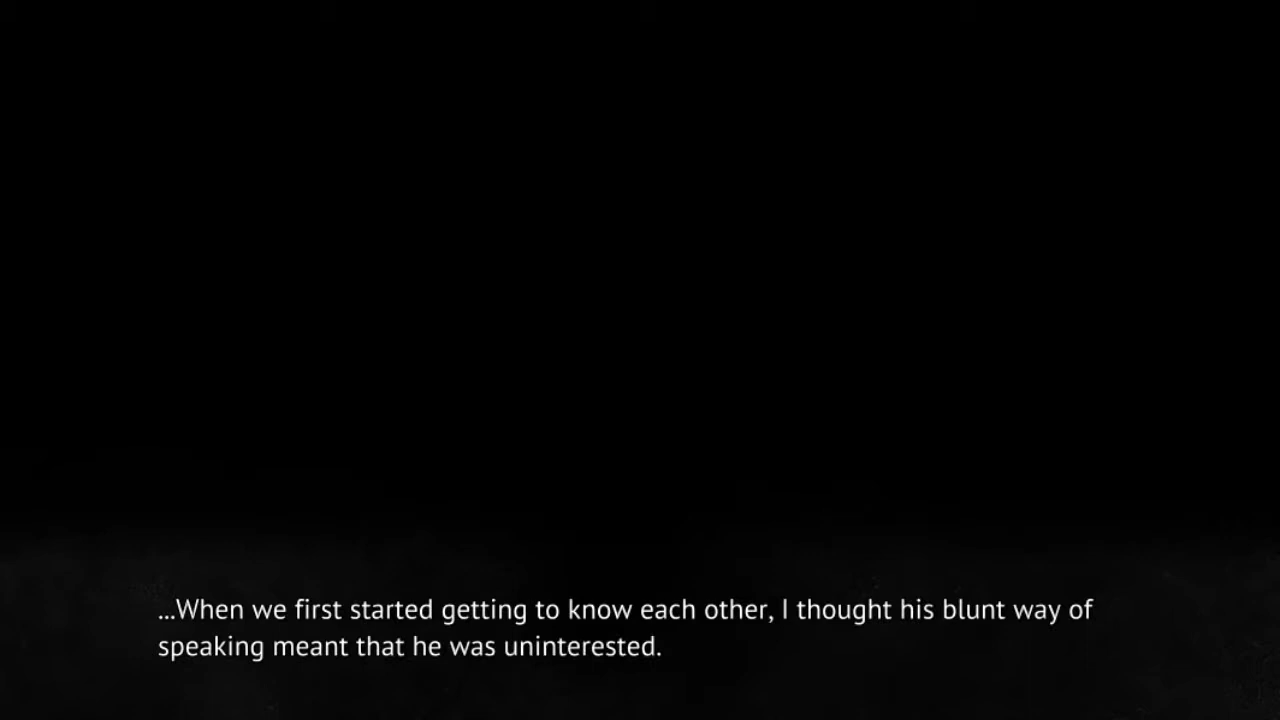 ...When we first started getting to know each other, I thought his blunt way of
speaking meant that he was uninterested.